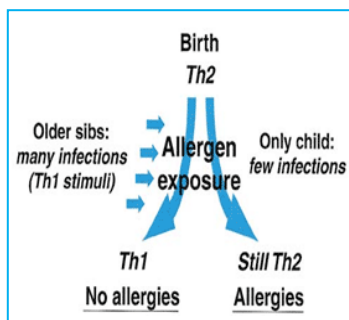 Birth
Th2
Older sibs:
many infections
(Th1 stimuli)
Allergen
exposure
Only child:
few infections
Th1
No allergies
Still Th2
Allergies